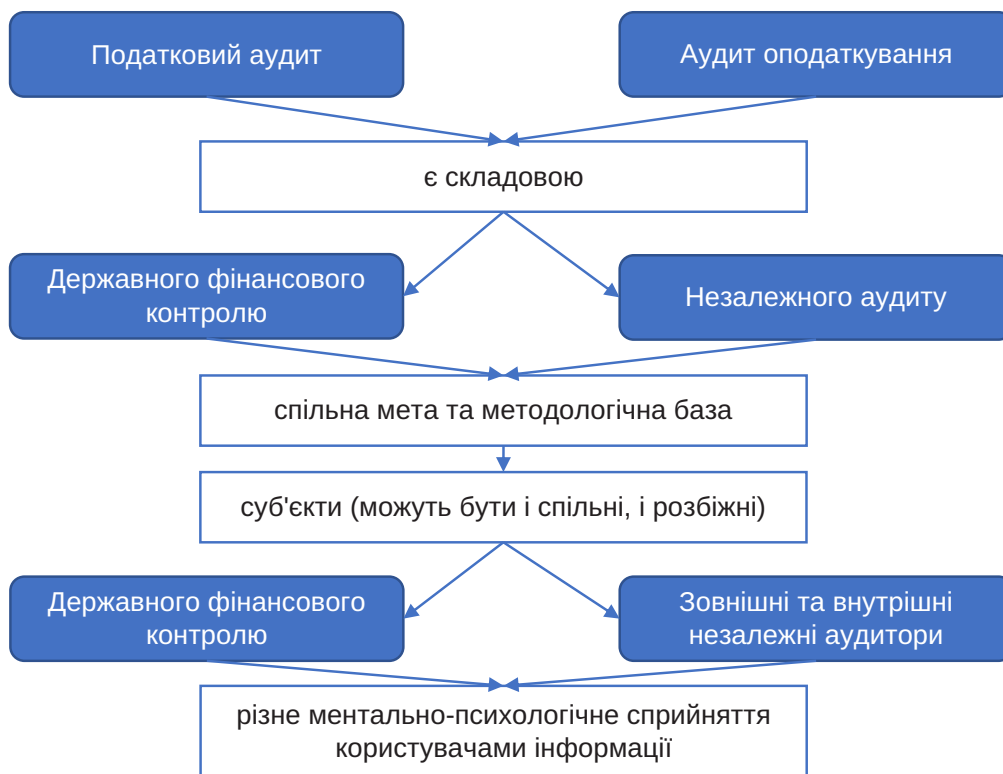 Податковий аудит
Аудит оподаткування
є складовою
Державного фінансового
контролю
Незалежного аудиту
спільна мета та методологічна база
суб'єкти (можуть бути і спільні, і розбіжні)
Державного фінансового
контролю
Зовнішні та внутрішні
незалежні аудитори
різне ментально-психологічне сприйняття
користувачами інформації